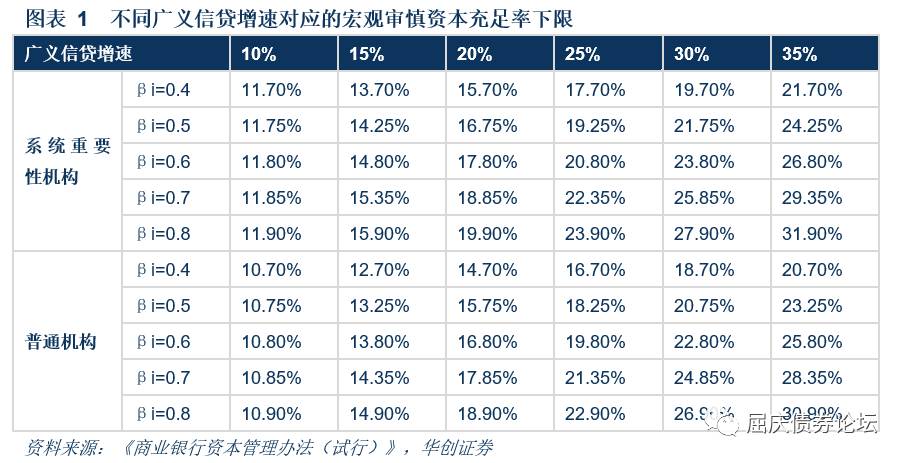 图表 1 不同广义信贷增速对应的宏观审慎资本充足率下限
广义信贷增速 10% 15% 20% 25% 30% 35%
系统重要性机构
βi=0.4 11.70% 13.70% 15.70% 17.70% 19.70% 21.70%
βi=0.5 11.75% 14.25% 16.75% 19.25% 21.75% 24.25%
βi=0.6 11.80% 14.80% 17.80% 20.80% 23.80% 26.80%
βi=0.7 11.85% 15.35% 18.85% 22.35% 25.85% 29.35%
βi=0.8 11.90% 15.90% 19.90% 23.90% 27.90% 31.90%
普通机构
βi=0.4 10.70% 12.70% 14.70% 16.70% 18.70% 20.70%
βi=0.5 10.75% 13.25% 15.75% 18.25% 20.75% 23.25%
βi=0.6 10.80% 13.80% 16.80% 19.80% 22.80% 25.80%
βi=0.7 10.85% 14.35% 17.85% 21.35% 24.85% 28.35%
βi=0.8 10.90% 14.90% 18.90% 22.90% 26.90% 30.90%
屈庆债券论坛
资料来源：《商业银行资本管理办法（试行）》，华创证券